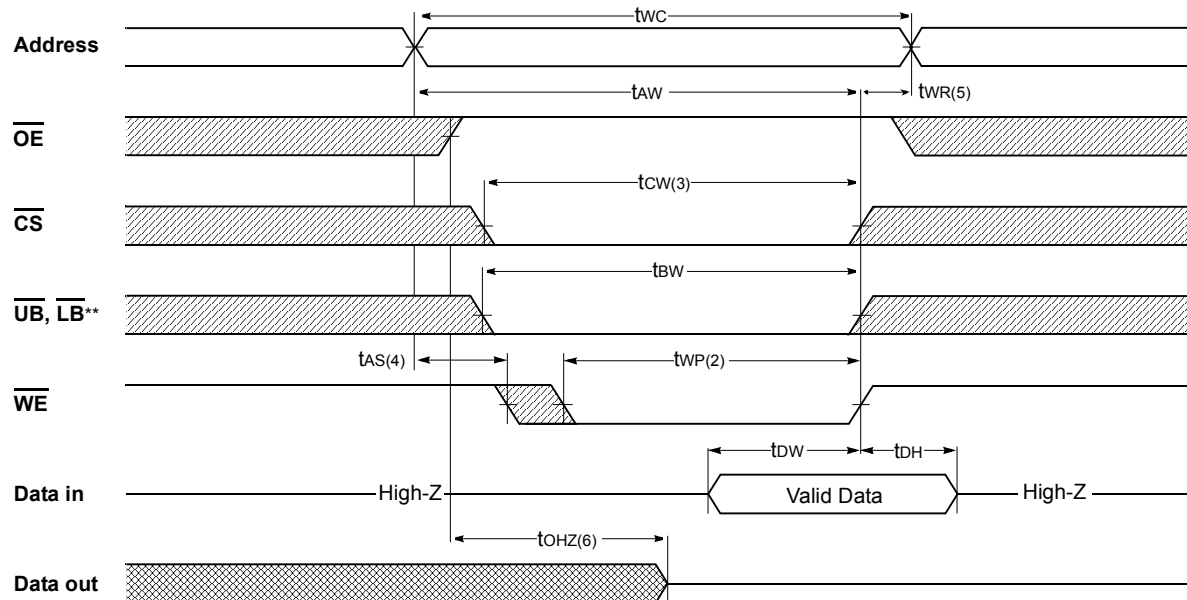 tWC
Address
tAW
tWR(5)
OE
tCW(3)
CS
tBW
UB, LB**
tAS(4)
tWP(2)
WE
tDW
tDH
Data in
High-Z
Valid Data
High-Z
tOHZ(6)
Data out